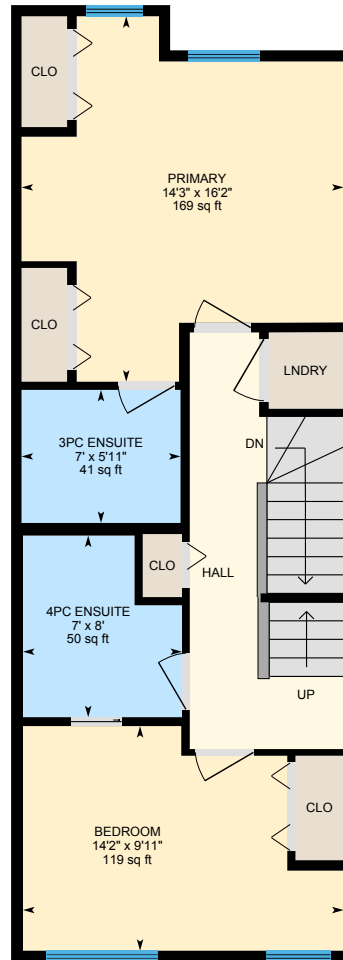 CLO
PRIMARY
14'3" x 16'2"
169 sq ft
CLO
LNDRY
3PC ENSUITE
7' x 5'11"
41 sq ft
DN
CLO
HALL
4PC ENSUITE
7' x 8'
50 sq ft
UP
CLO
BEDROOM
14'2" x 9'11"
119 sq ft